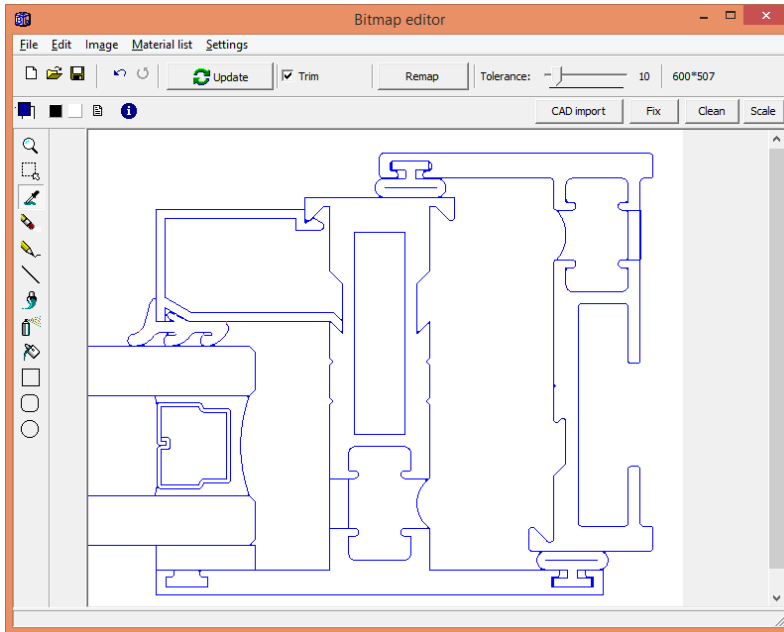 Bitmap editor
File Edit Image Material list Settings
Update Trim Remap Tolerance: 10 600*507
CAD import Fix Clean Scale